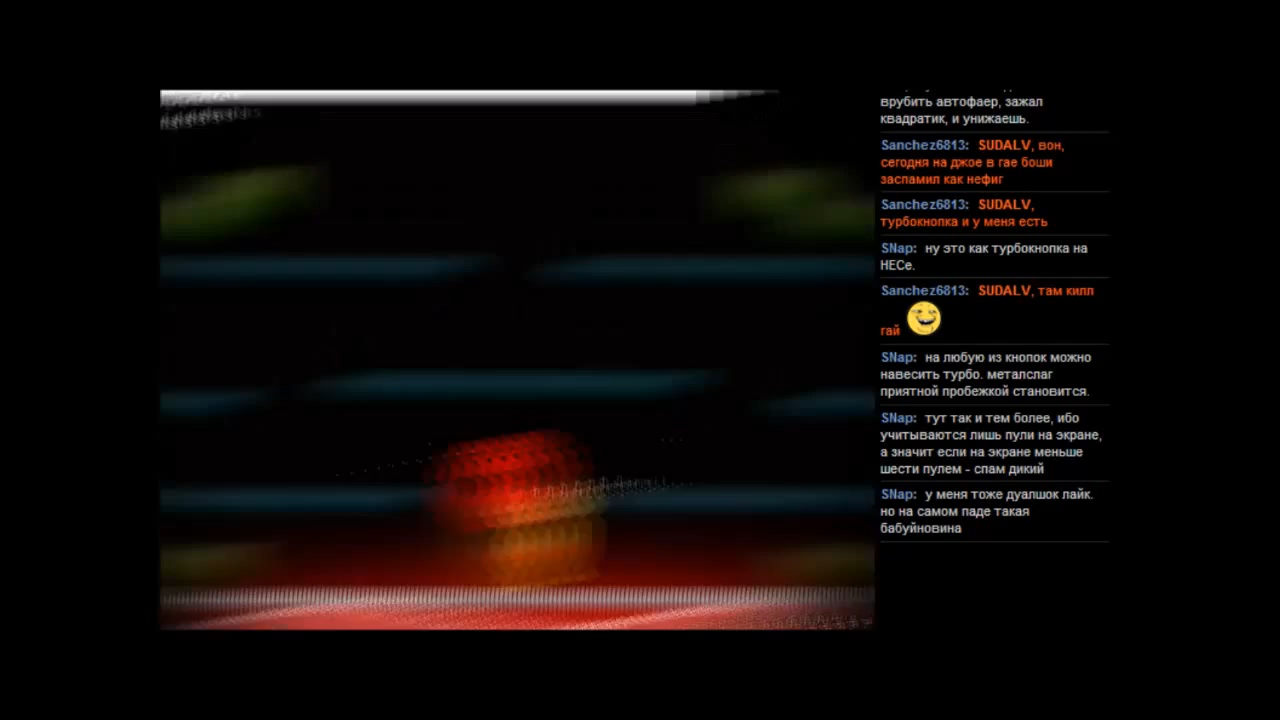 врубить автофаер, зажал
квадратик, и унижаешь.
Sanchez6813: SUDALV, вон,
сегодня на джое в гае боши
заспамил как нефиг
Sanchez6813: SUDALV,
турбокнопка и у меня есть
SNap: ну это как турбокнопка на
НЕСе.
Sanchez6813: SUDALV, там килл
гай
SNap: на любую из кнопок можно
навесить турбо. металслаг
приятной пробежкой становится.
SNap: тут так и тем более, ибо
учитываются лишь пули на экране,
а значит если на экране меньше
шести пулем - спам дикий
SNap: у меня тоже дуалшок лайк.
но на самом паде такая
бабуйновина